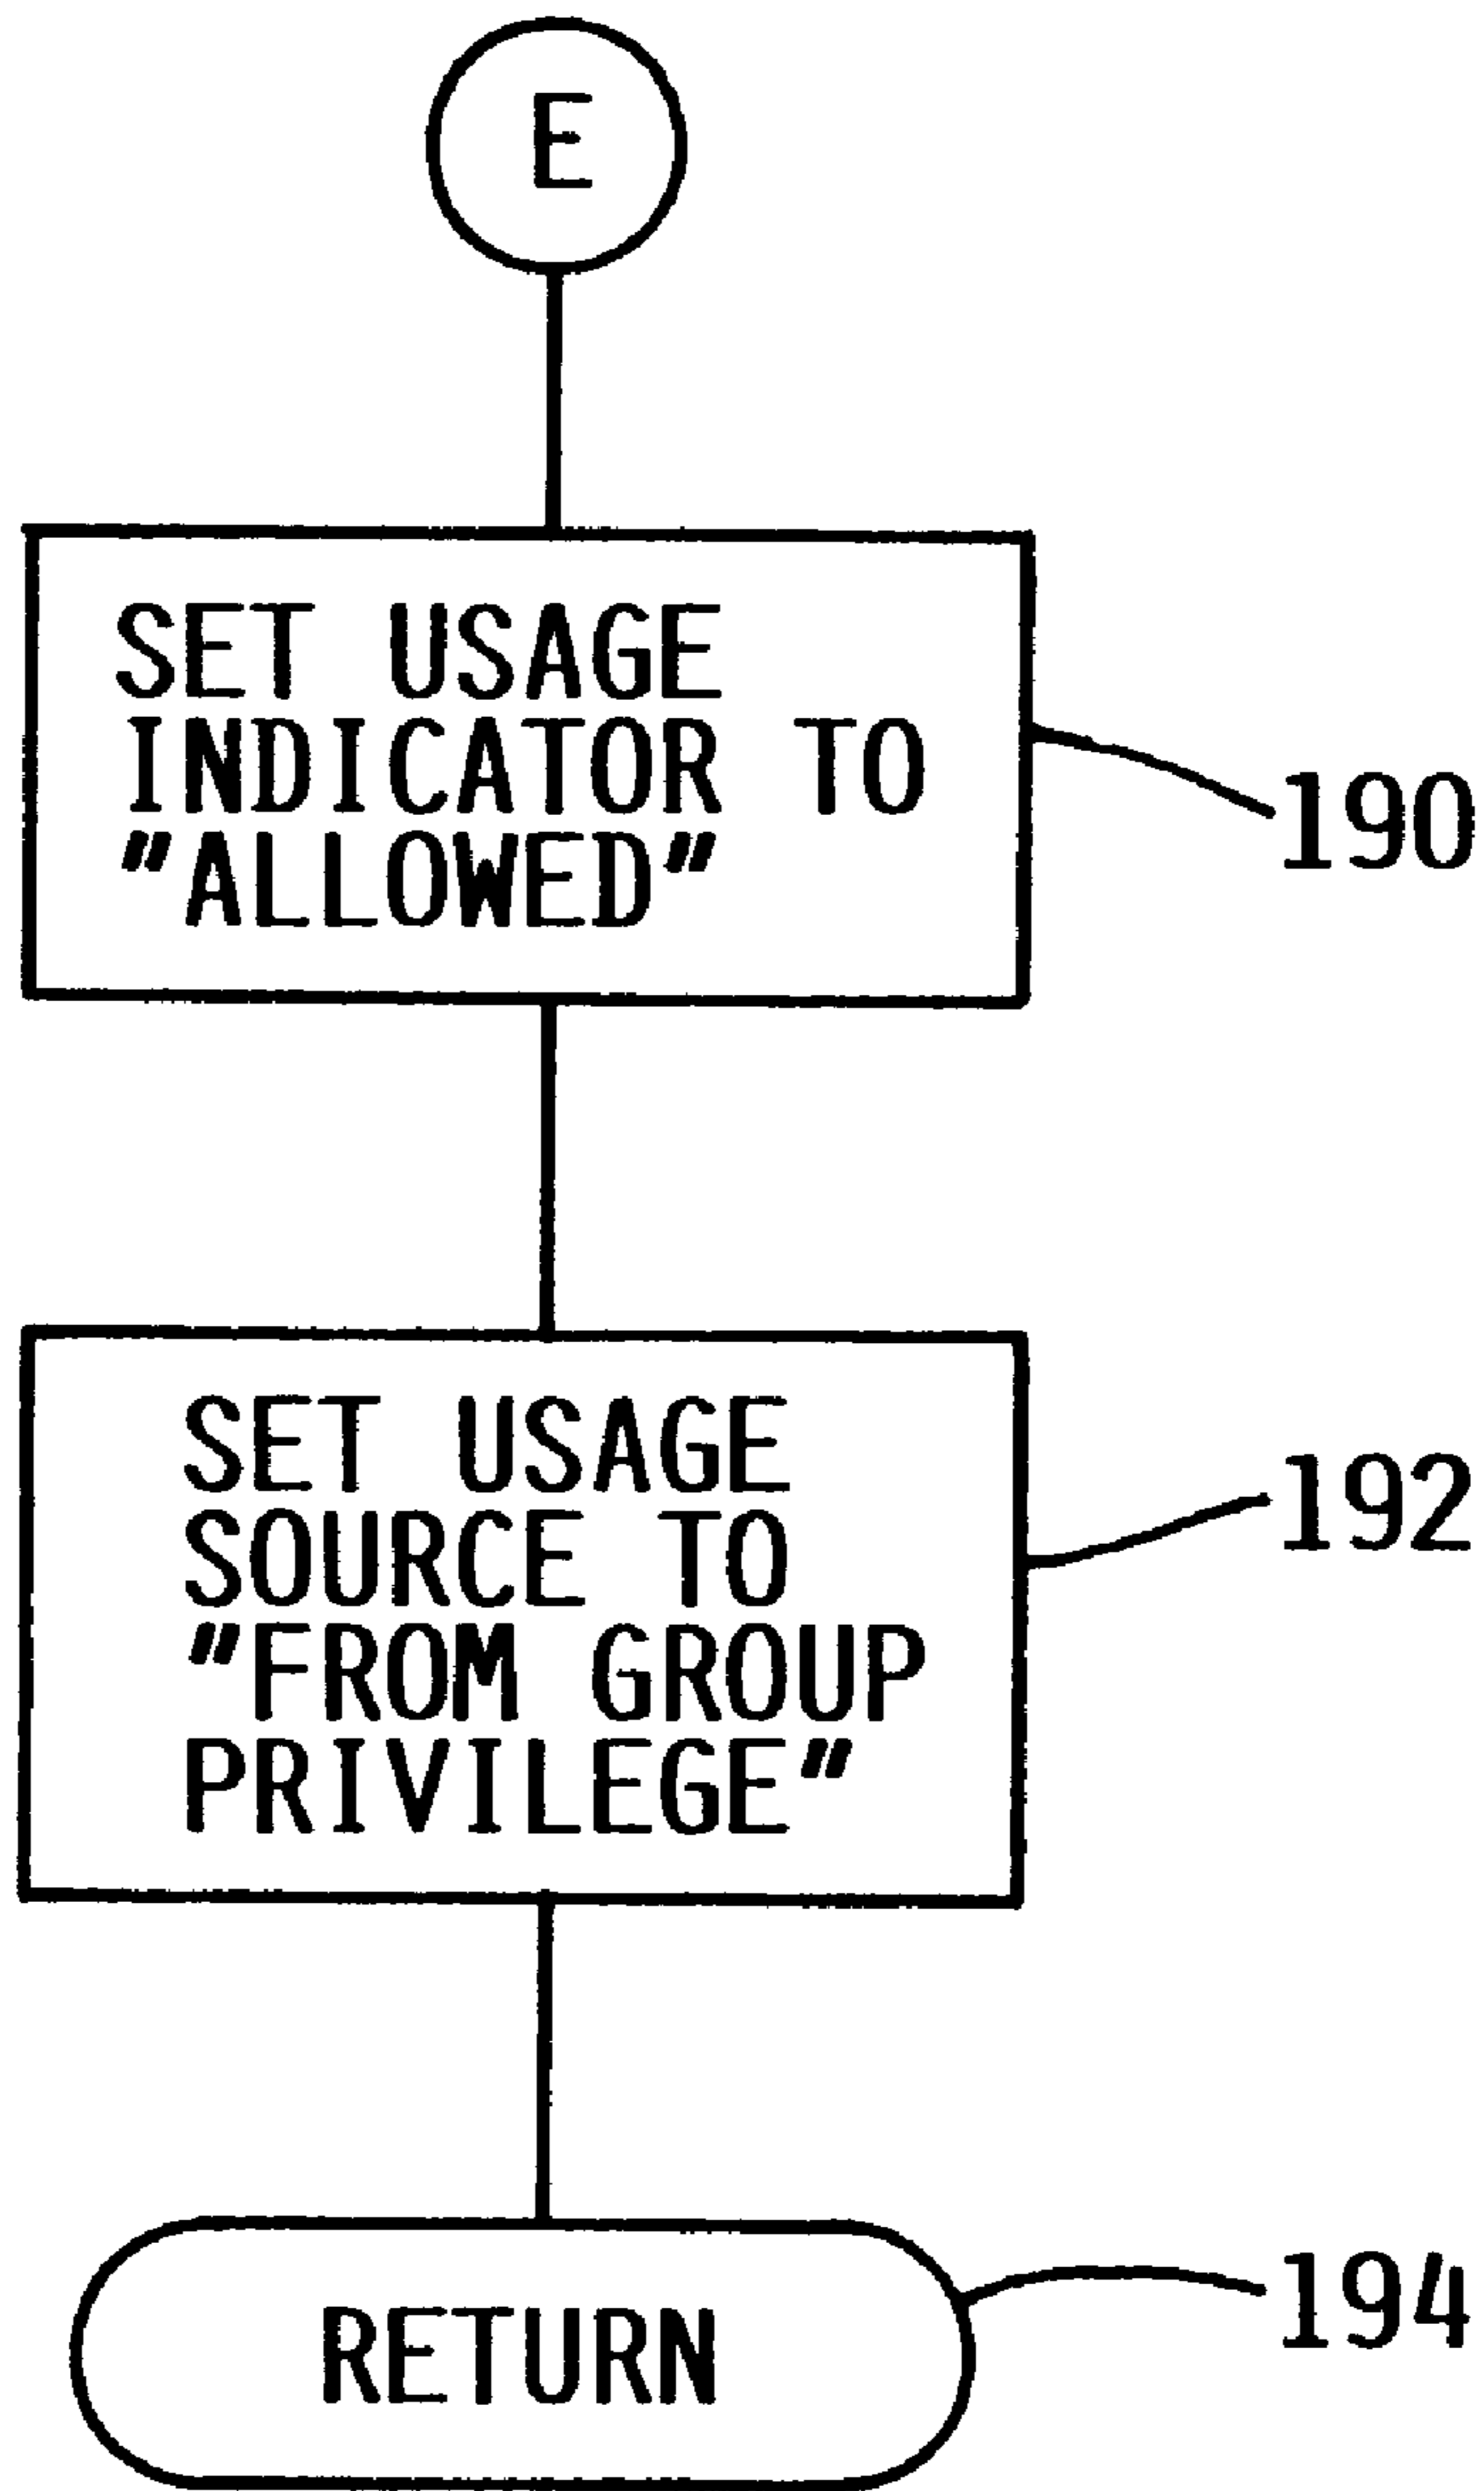 E
SET USAGE
INDICATOR TO
"ALLOWED"
190
SET USAGE
SOURCE TO
"FROM GROUP
PRIVILEGE"
192
RETURN
194